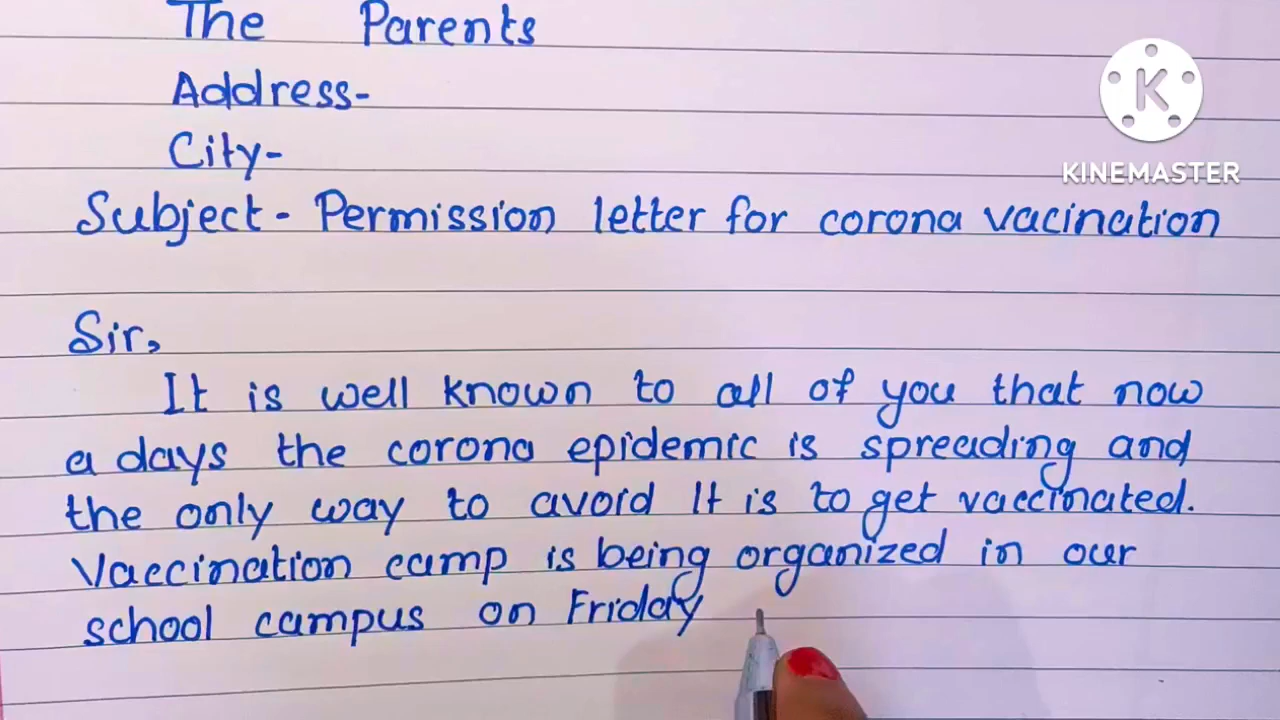 The Parents
Address-
City-
Subject- Permission letter for corona vacination
Sir,
It is well known to all of you that now
a days the corona epidemic is spreading and
the only way to avoid It is to get vaccinated.
Vaccination camp is being organized in our
school campus on Friday
K
KINEMASTER